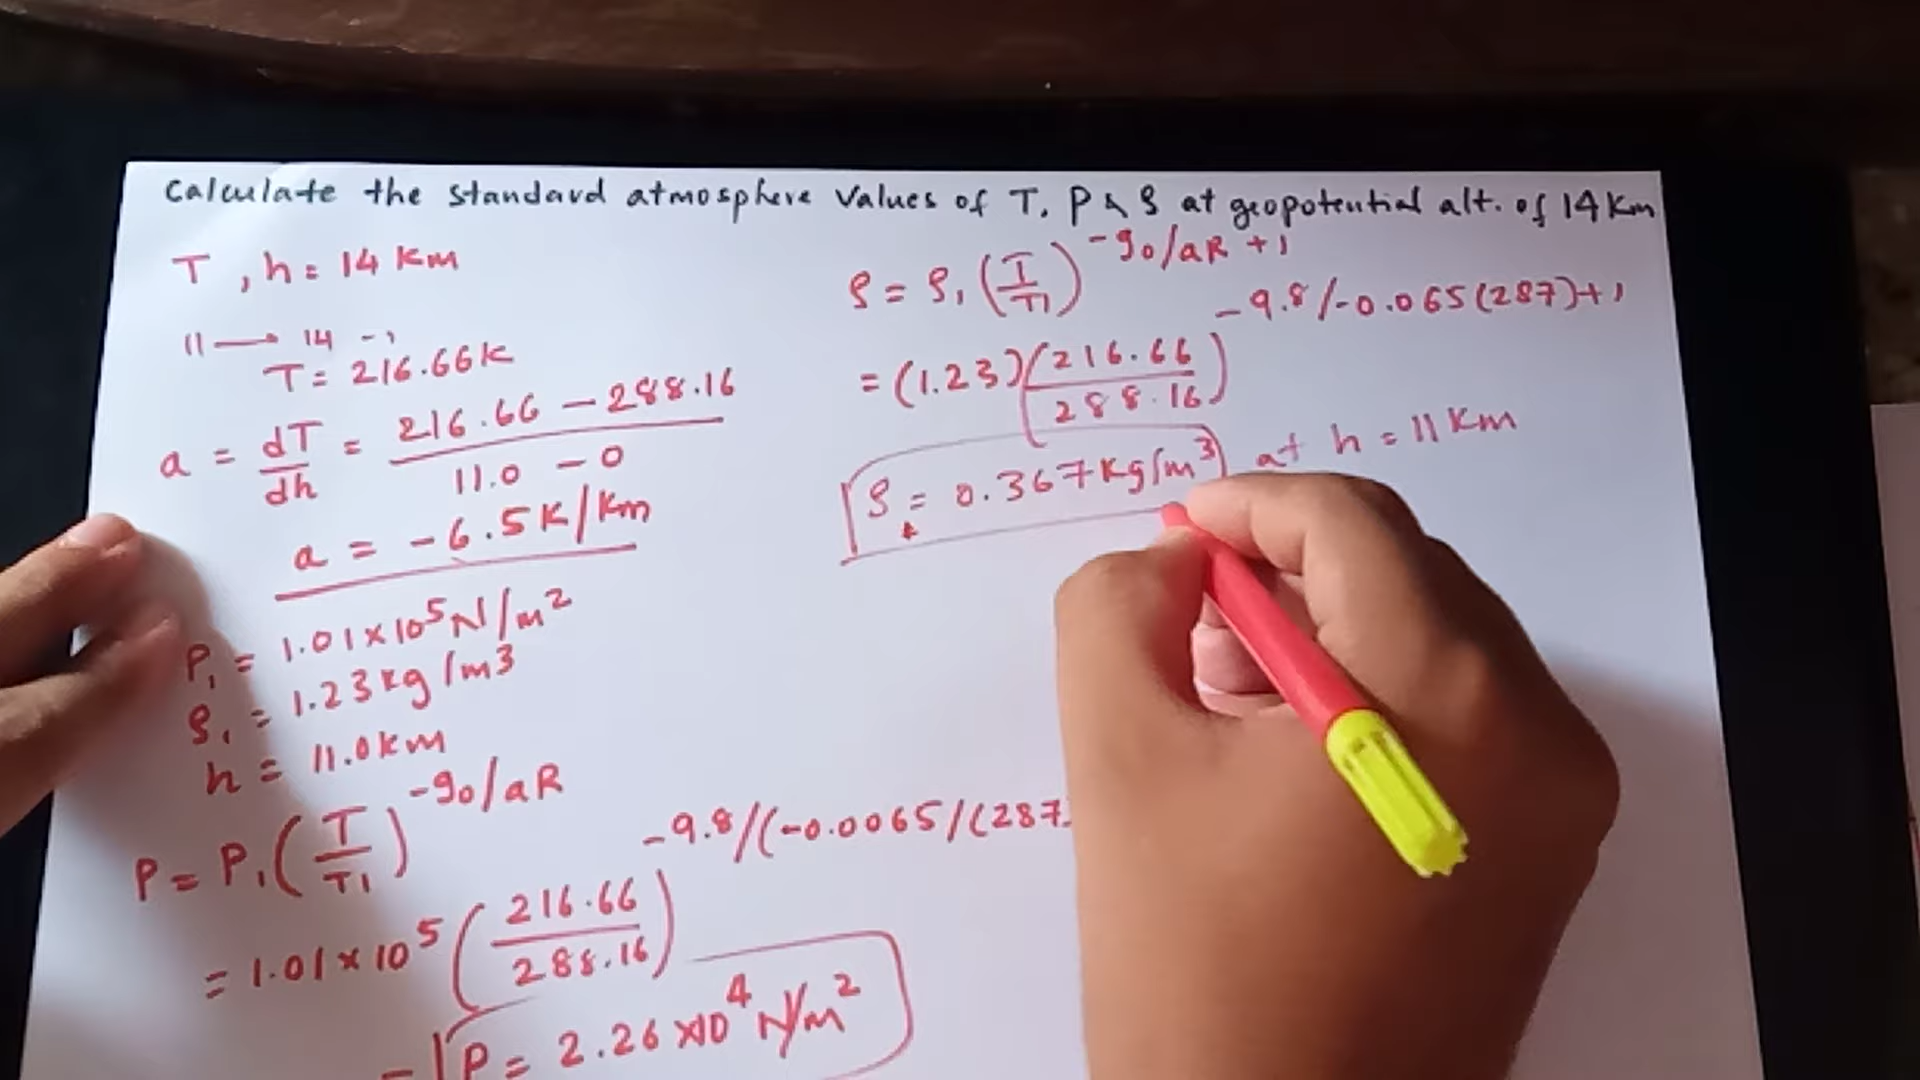 Calculate the standard atmosphere values of T, P & ρ at geopotential alt. of 14 Km
T, h = 14 Km
11 → 14 -,
T = 216.66K
a = dT/dh = 216.66 - 288.16 / 11.0 - 0
a = -6.5K/Km
P₁ = 1.01 × 10⁵ N/m²
ρ₁ = 1.23 kg/m³
h = 11.0 km
P = P₁ (T/T1)^-g0/aR
= 1.01 × 10⁵ (216.66/288.16)^-9.8/(-0.0065/(287)
P = 2.26 ×10⁴ N/m²
ρ = ρ₁ (T/T1)^-g0/aR +1
= (1.23) (216.66/288.16)^-9.8/-0.065(287)+1
ρ = 0.367 Kg/m³ at h = 11 Km